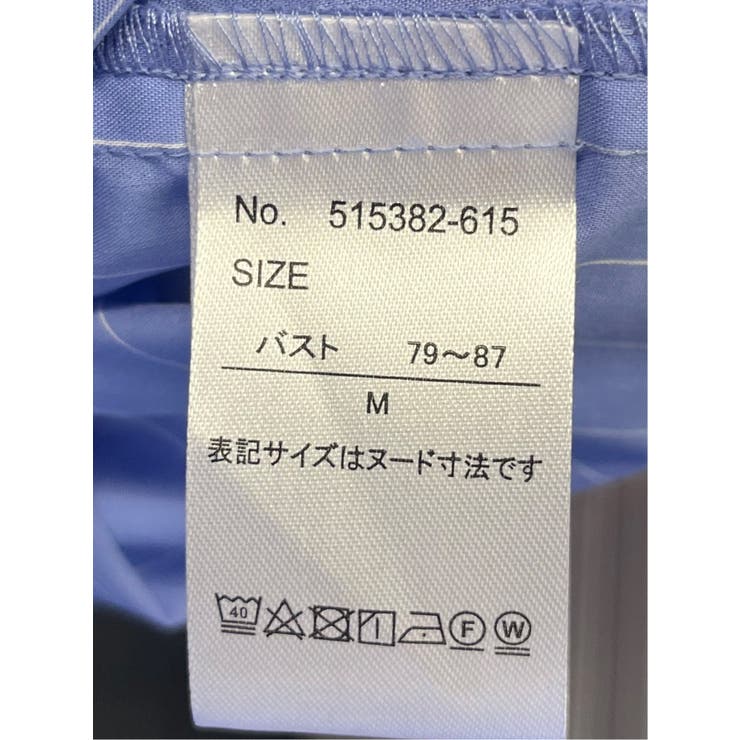 No. 515382-615
SIZE
バスト 79～87
M
表記サイズはヌード寸法です
40 F W